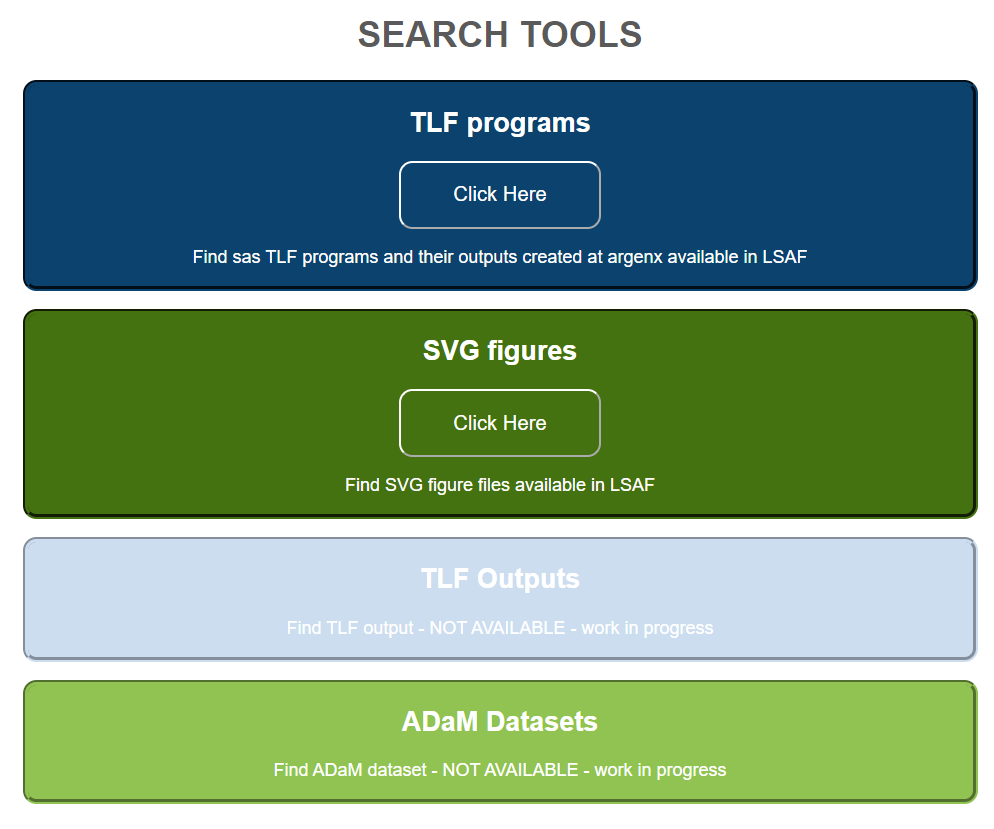 SEARCH TOOLS
TLF programs
Click Here
Find sas TLF programs and their outputs created at argenx available in LSAF
SVG figures
Click Here
Find SVG figure files available in LSAF
TLF Outputs
Find TLF output - NOT AVAILABLE - work in progress
ADaM Datasets
Find ADaM dataset - NOT AVAILABLE - work in progress